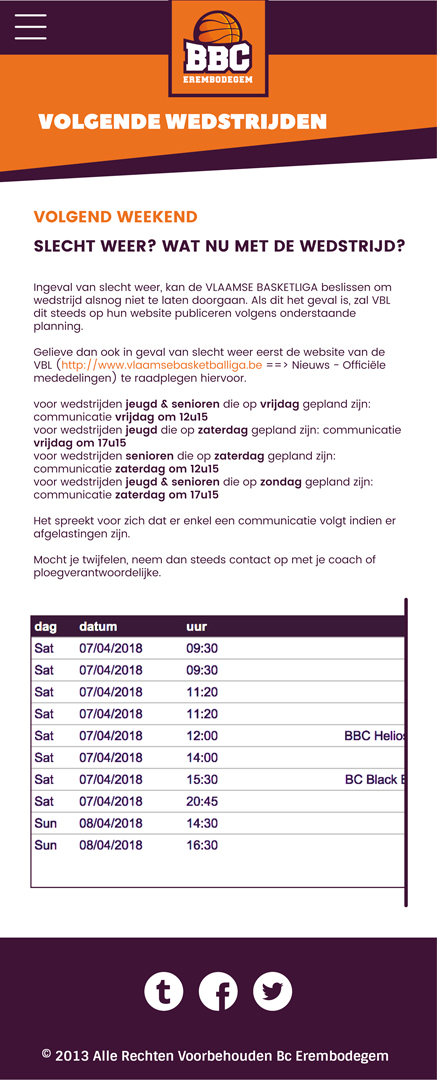 BBC
EREMBODEGEM
VOLGENDE WEDSTRIJDEN
VOLGEND WEEKEND
SLECHT WEER? WAT NU MET DE WEDSTRIJD?
Ingeval van slecht weer, kan de VLAAMSE BASKETLIGA beslissen om
wedstrijd alsnog niet te laten doorgaan. Als dit het geval is, zal VBL
dit steeds op hun website publiceren volgens onderstaande
planning.
Gelieve dan ook in geval van slecht weer eerst de website van de
VBL (http://www.vlaamsebasketballiga.be ==> Nieuws - Officiële
mededelingen) te raadplegen hiervoor.
voor wedstrijden jeugd & senioren die op vrijdag gepland zijn:
communicatie vrijdag om 12u15
voor wedstrijden jeugd die op zaterdag gepland zijn: communicatie
vrijdag om 17u15
voor wedstrijden senioren die op zaterdag gepland zijn:
communicatie zaterdag om 12u15
voor wedstrijden jeugd & senioren die op zondag gepland zijn:
communicatie zaterdag om 17u15
Het spreekt voor zich dat er enkel een communicatie volgt indien er
afgelastingen zijn.
Mocht je twijfelen, neem dan steeds contact op met je coach of
ploegverantwoordelijke.
dag datum uur
Sat 07/04/2018 09:30
Sat 07/04/2018 09:30
Sat 07/04/2018 11:20
Sat 07/04/2018 11:20
Sat 07/04/2018 12:00 BBC Helios
Sat 07/04/2018 14:00
Sat 07/04/2018 15:30 BC Black
Sat 07/04/2018 20:45
Sun 08/04/2018 14:30
Sun 08/04/2018 16:30
© 2013 Alle Rechten Voorbehouden Bc Erembodegem